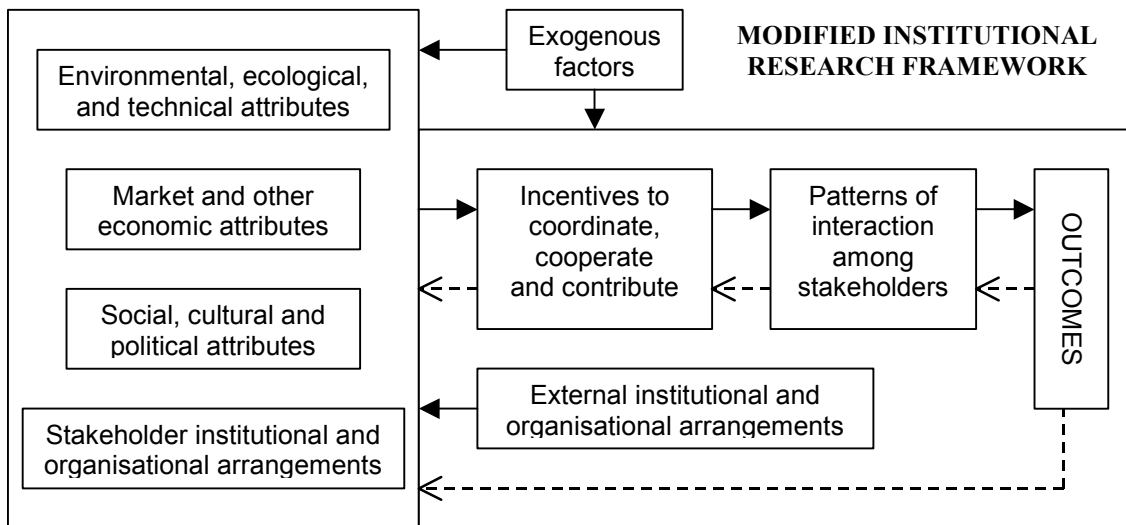 Exogenous
factors
MODIFIED INSTITUTIONAL
RESEARCH FRAMEWORK
Environmental, ecological,
and technical attributes
Market and other
economic attributes
Social, cultural and
political attributes
Stakeholder institutional and
organisational arrangements
Incentives to
coordinate,
cooperate
and contribute
Patterns of
interaction
among
stakeholders
OUTCOMES
External institutional and
organisational arrangements